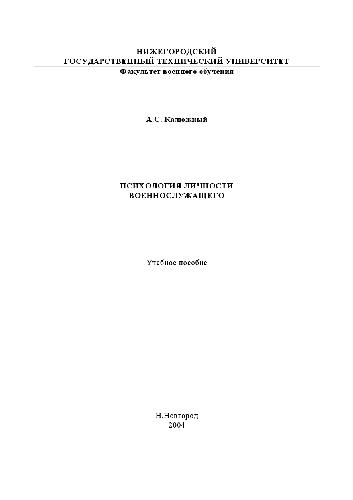 НИЖЕГОРОДСКИЙ
ГОСУДАРСТВЕННЫЙ ТЕХНИЧЕСКИЙ УНИВЕРСИТЕТ
Факультет военного обучения
А.С. Калюжный
ПСИХОЛОГИЯ ЛИЧНОСТИ
ВОЕННОСЛУЖАЩЕГО
Учебное пособие
Н.Новгород
2004